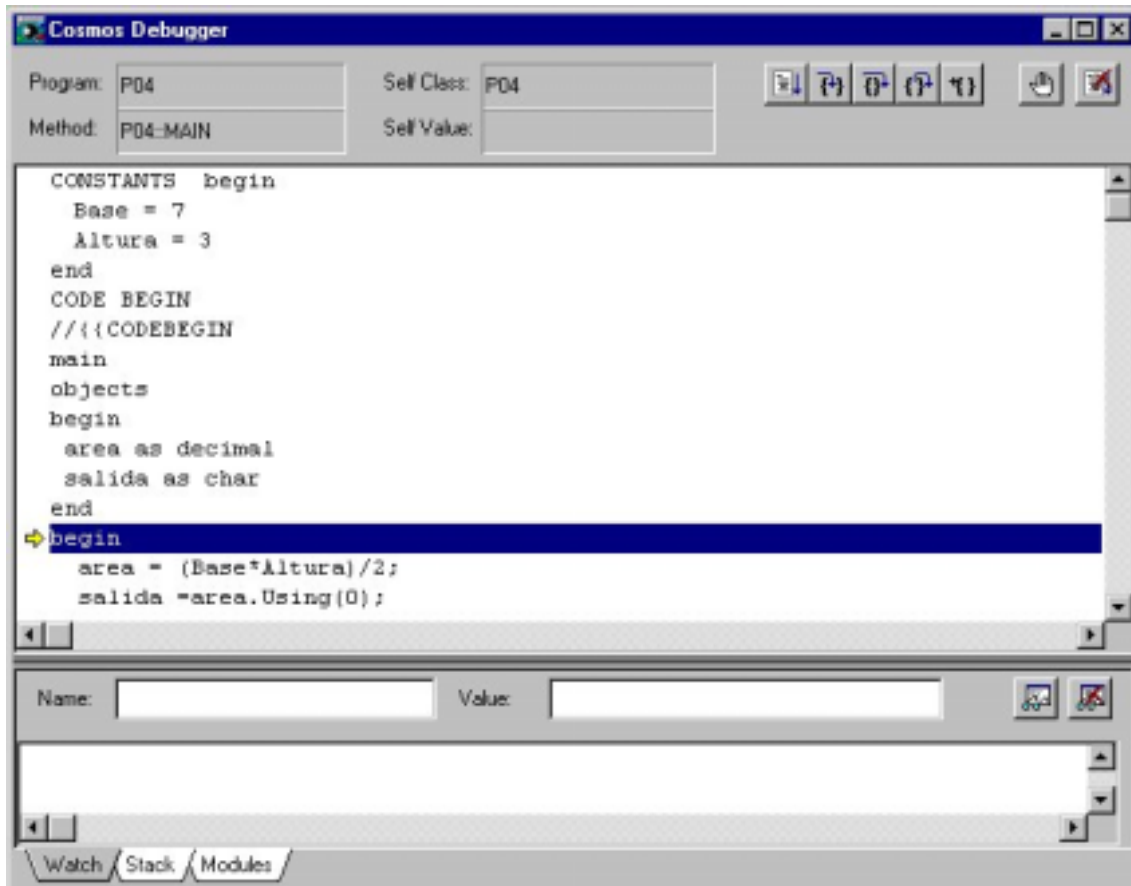 Cosmos Debugger
Program: P04 Self Class: P04
Method: P04::MAIN Self Value:
CONSTANTS begin
Base = 7
Altura = 3
end
CODE BEGIN
//{{CODEBEGIN
main
objects
begin
area as decimal
salida as char
end
begin
area = (Base*Altura)/2;
salida =area.Using(0);
Name: Value:
Watch Stack Modules